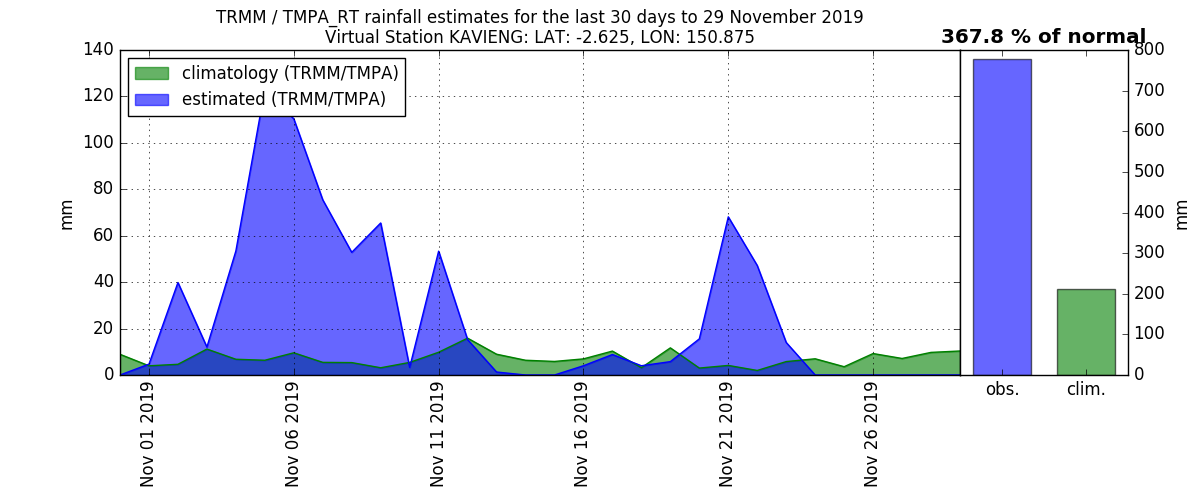 TRMM / TMPA_RT rainfall estimates for the last 30 days to 29 November 2019
Virtual Station KAVIENG: LAT: -2.625, LON: 150.875
367.8 % of normal
climatology (TRMM/TMPA)
estimated (TRMM/TMPA)
mm
140
120
100
80
60
40
20
0
Nov 01 2019
Nov 06 2019
Nov 11 2019
Nov 16 2019
Nov 21 2019
Nov 26 2019
800
700
600
500
400
300
200
100
0
mm
obs.
clim.